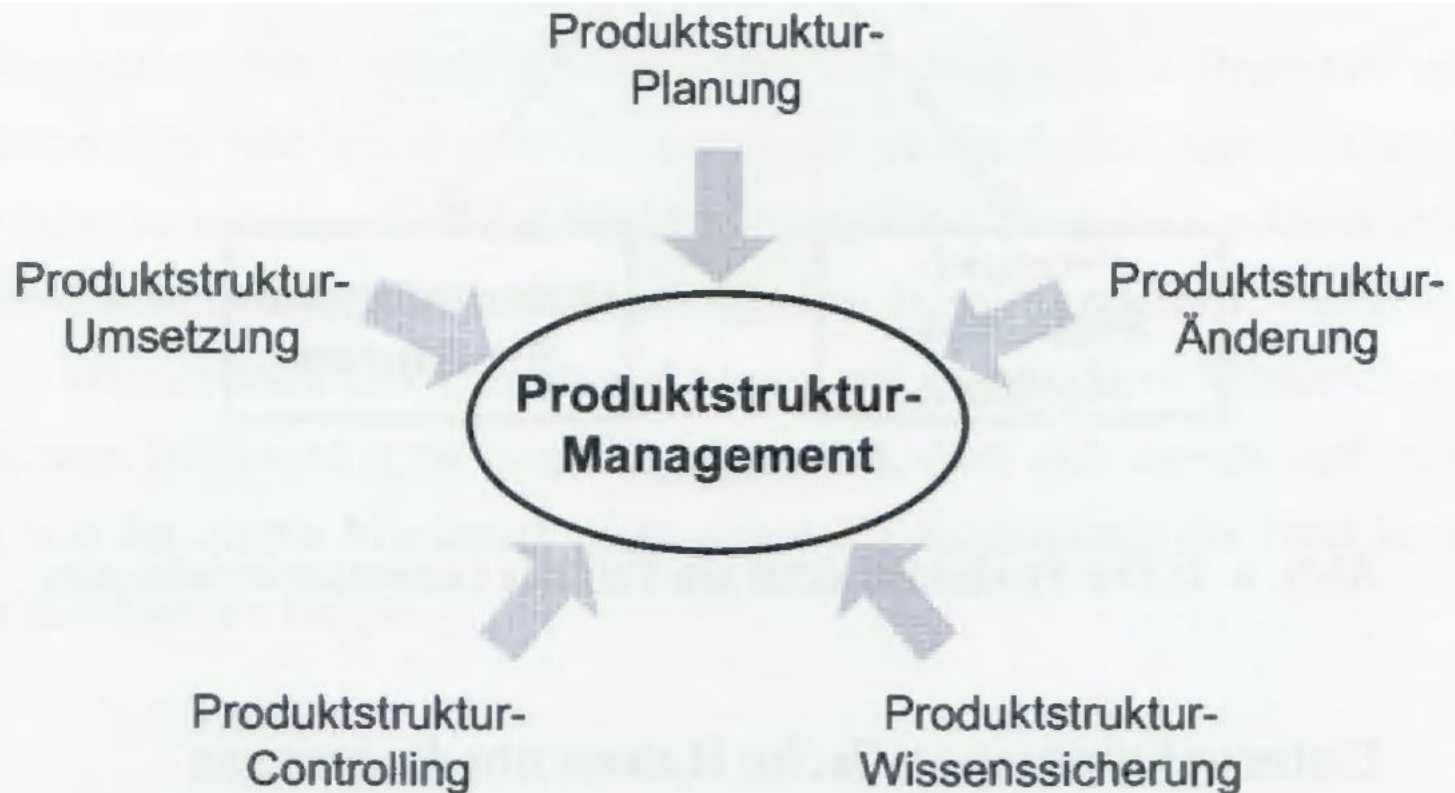 Produktstruktur-
Planung
Produktstruktur-
Umsetzung
Produktstruktur-
Änderung
Produktstruktur-
Management
Produktstruktur-
Controlling
Produktstruktur-
Wissenssicherung